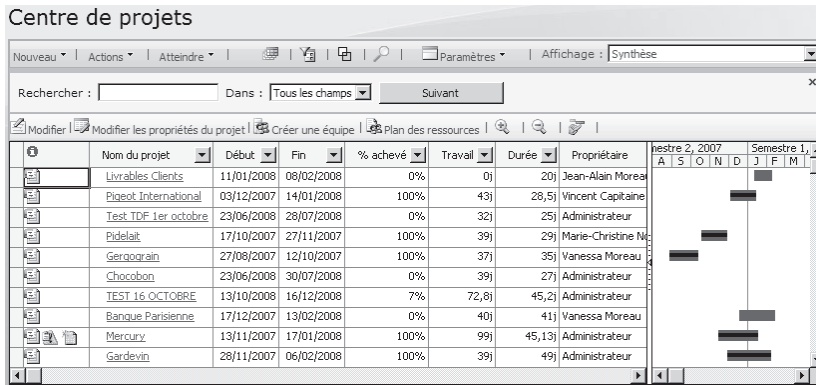 Centre de projets
Nouveau | Actions | Atteindre | Paramètres | Affichage : Synthèse
Rechercher : Dans : Tous les champs Suivant
Modifier | Modifier les propriétés du projet | Créer une équipe | Plan des ressources
Nom du projet Début Fin % achevé Travail Durée Propriétaire nestre 2, 2007 Semestre 1,
A S O N D J F M
Livrables Clients 11/01/2008 08/02/2008 0% 0j 20j Jean-Alain Moreau
Pigeot International 03/12/2007 14/01/2008 100% 43j 28,5j Vincent Capitaine
Test TDF 1er octobre 23/06/2008 28/07/2008 0% 32j 25j Administrateur
Pidelait 17/10/2007 27/11/2007 100% 39j 29j Marie-Christine
Gergograin 27/08/2007 12/10/2007 100% 37j 35j Vanessa Moreau
Chocobon 23/06/2008 30/07/2008 0% 39j 27j Administrateur
TEST 16 OCTOBRE 13/10/2008 16/12/2008 7% 72,8j 45,2j Administrateur
Banque Parisienne 17/12/2007 13/02/2008 0% 40j 41j Vanessa Moreau
Mercury 13/11/2007 17/01/2008 100% 99j 45,13j Administrateur
Gardevin 28/11/2007 06/02/2008 100% 39j 49j Administrateur